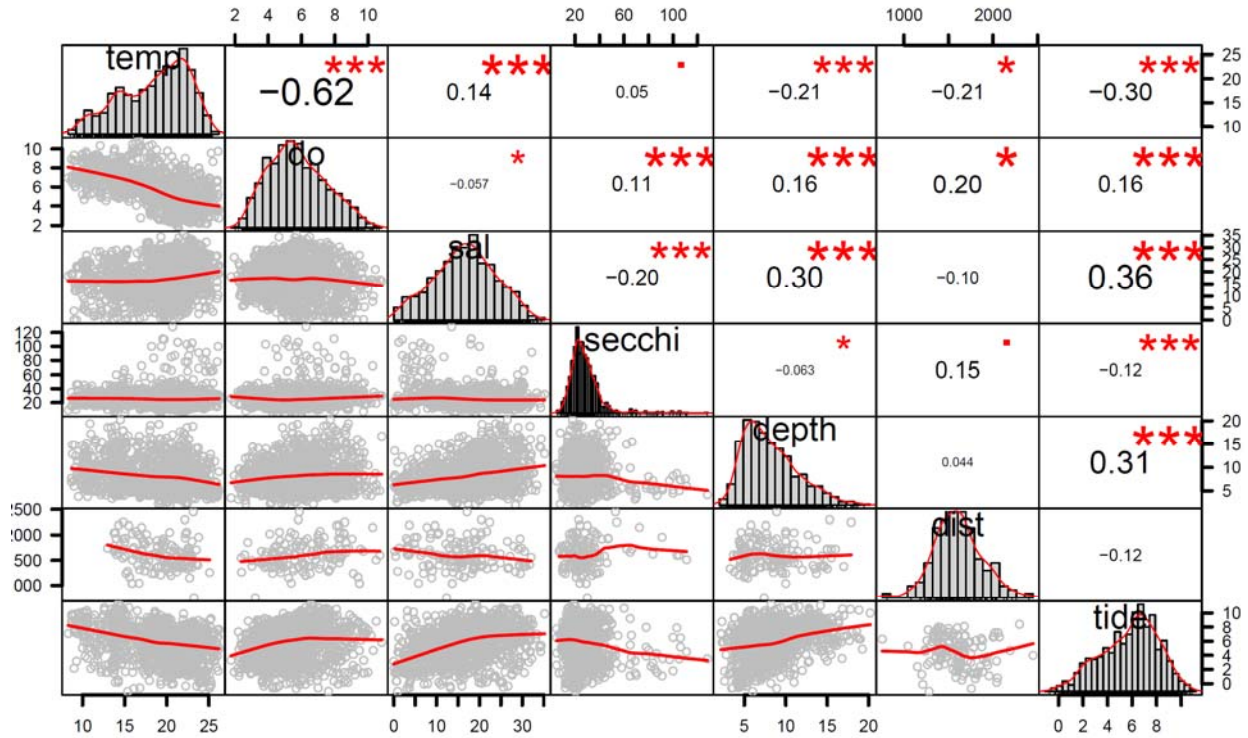 2 4 6 8 10 20 60 100 1000 2000
temp −0.62 *** 0.14 *** 0.05 . −0.21 *** −0.21 * −0.30 *** 10 15 20 25
2 4 6 8 10 do −0.057 * 0.11 *** 0.16 *** 0.20 * 0.16 ***
sal −0.20 *** 0.30 *** −0.10 0.36 *** 0 5 10 15 20 25 30 35
20 40 60 80 100 120 secchi −0.063 * 0.15 . −0.12 ***
depth 0.044 0.31 *** 5 10 15 20
000 500 000 500 dist −0.12
tide 0 2 4 6 8 10
10 15 20 25 0 10 20 30 5 10 15 20 0 2 4 6 8